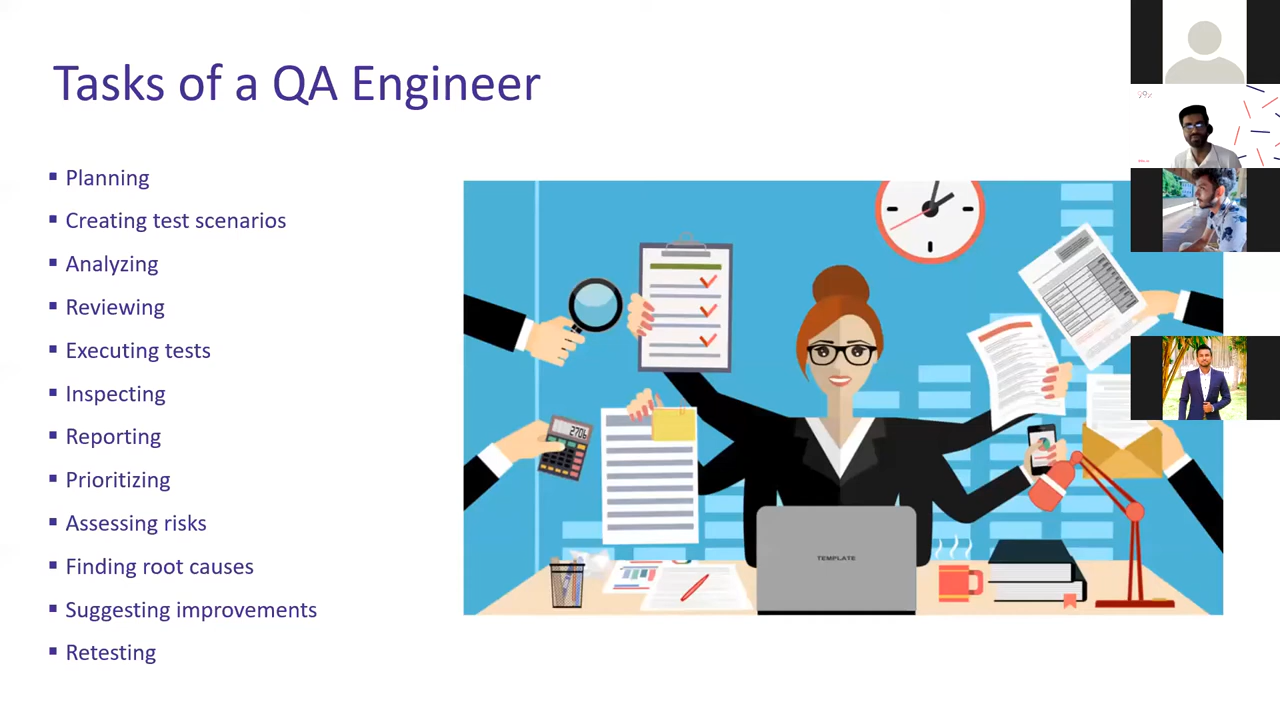 Tasks of a QA Engineer
Planning
Creating test scenarios
Analyzing
Reviewing
Executing tests
Inspecting
Reporting
Prioritizing
Assessing risks
Finding root causes
Suggesting improvements
Retesting
2706
TEMPLATE